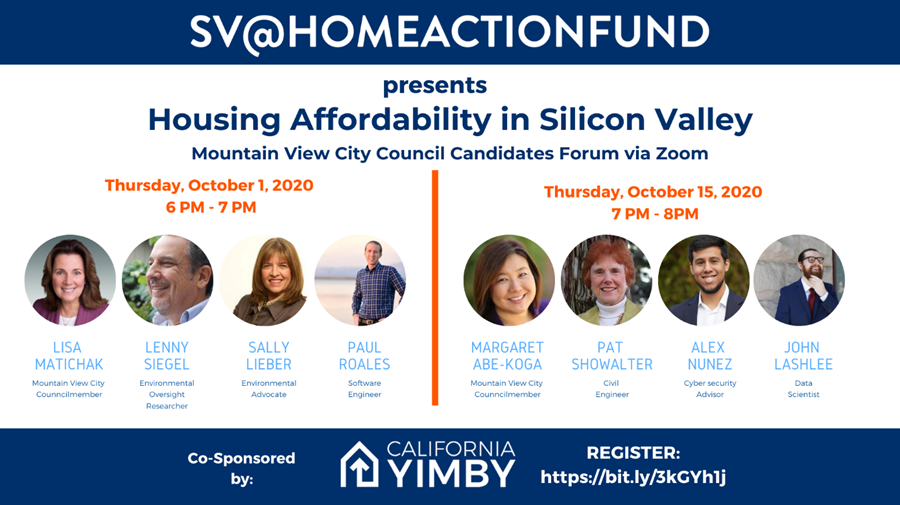 SV@HOMEACTIONFUND
presents
Housing Affordability in Silicon Valley
Mountain View City Council Candidates Forum via Zoom
Thursday, October 1, 2020
6 PM - 7 PM
LISA
MATICHAK
Mountain View City
Counncilmember
LENNY
SIEGEL
Environmental
Oversight
Researcher
SALLY
LIEBER
Environmental
Advocate
PAUL
ROALES
Software
Engineer
Thursday, October 15, 2020
7 PM - 8PM
MARGARET
ABE-KOGA
Mountain View City
Counncilmember
PAT
SHOWALTER
Civil
Engineer
ALEX
NUNEZ
Cyber security
Advisor
JOHN
LASHLEE
Data
Scientist
Co-Sponsored
by:
CALIFORNIA
YIMBY
REGISTER:
https://bit.ly/3kGYh1j